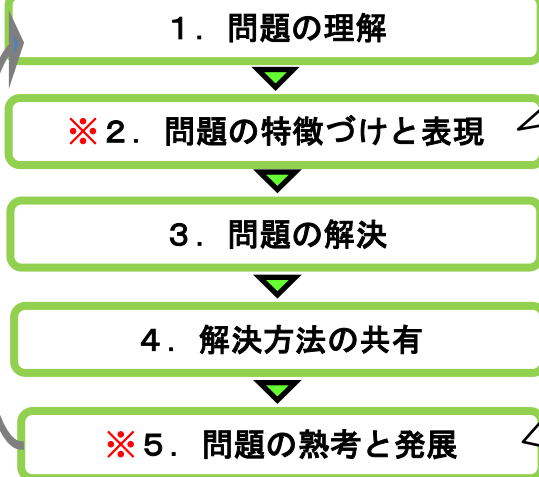 １．問題の理解
※２．問題の特徴づけと表現
３．問題の解決
４．解決方法の共有
※５．問題の熟考と発展